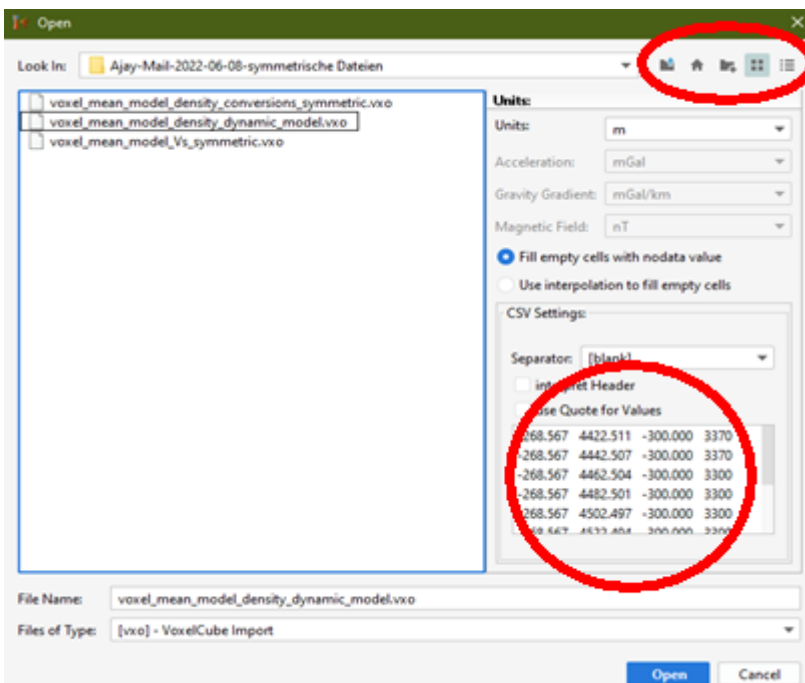 Open
Look In: Ajay-Mail-2022-06-08-symmetrische Dateien
voxel_mean_model_density_conversions_symmetric.vxo
voxel_mean_model_density_dynamic_model.vxo
voxel_mean_model_Vs_symmetric.vxo
Units:
Units: m
Acceleration: mGal
Gravity Gradient: mGal/km
Magnetic Field: nT
Fill empty cells with nodata value
Use interpolation to fill empty cells
CSV Settings:
Separator: [blank]
interpret Header
use Quote for Values
-268.567 4422.511 -300.000 3370
-268.567 4442.507 -300.000 3370
-268.567 4462.504 -300.000 3300
-268.567 4482.501 -300.000 3300
-268.567 4502.497 -300.000 3300
File Name: voxel_mean_model_density_dynamic_model.vxo
Files of Type: [vxo] - VoxelCube Import
Open Cancel